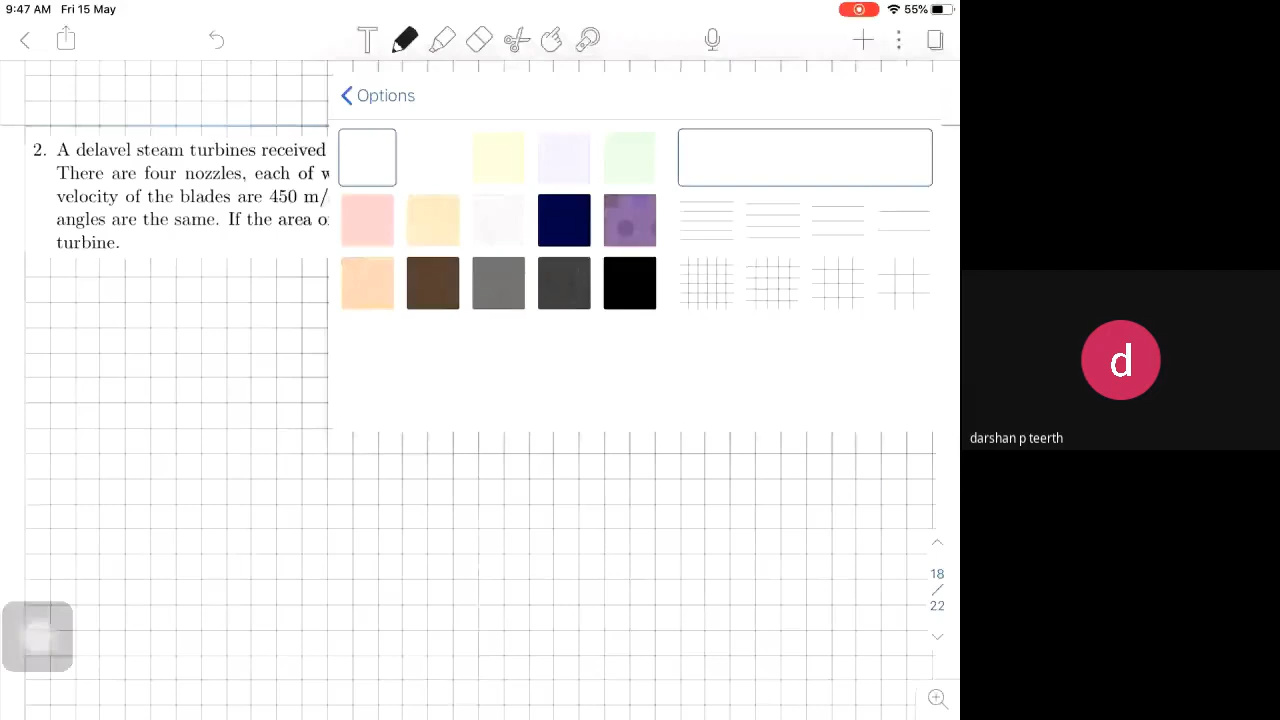 9:47 AM Fri 15 May
55%
T
Options
2. A delavel steam turbines received
There are four nozzles, each of
velocity of the blades are 450 m/
angles are the same. If the area
turbine.
18
22
d
darshan p teerth